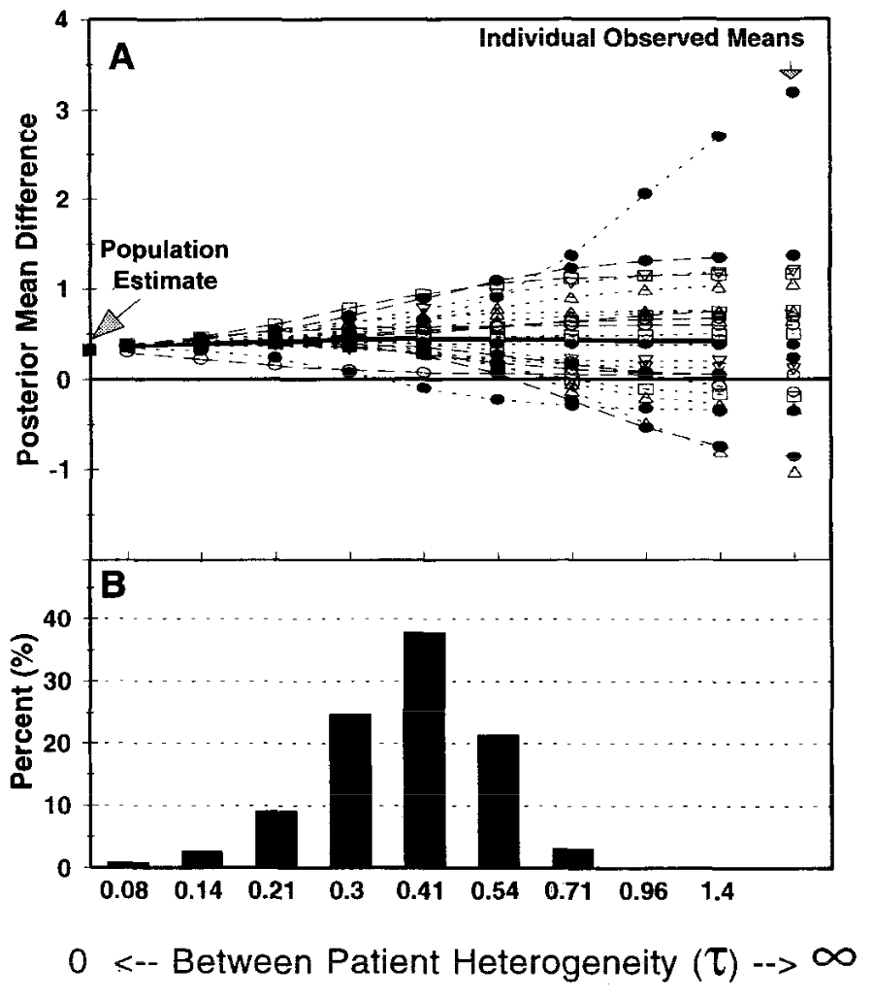 4
A
Individual Observed Means
3
2
Population
Estimate
1
0
-1
Posterior Mean Difference
B
40
30
20
10
0
Percent (%)
0.08 0.14 0.21 0.3 0.41 0.54 0.71 0.96 1.4
0 <-- Between Patient Heterogeneity (τ) --> ∞